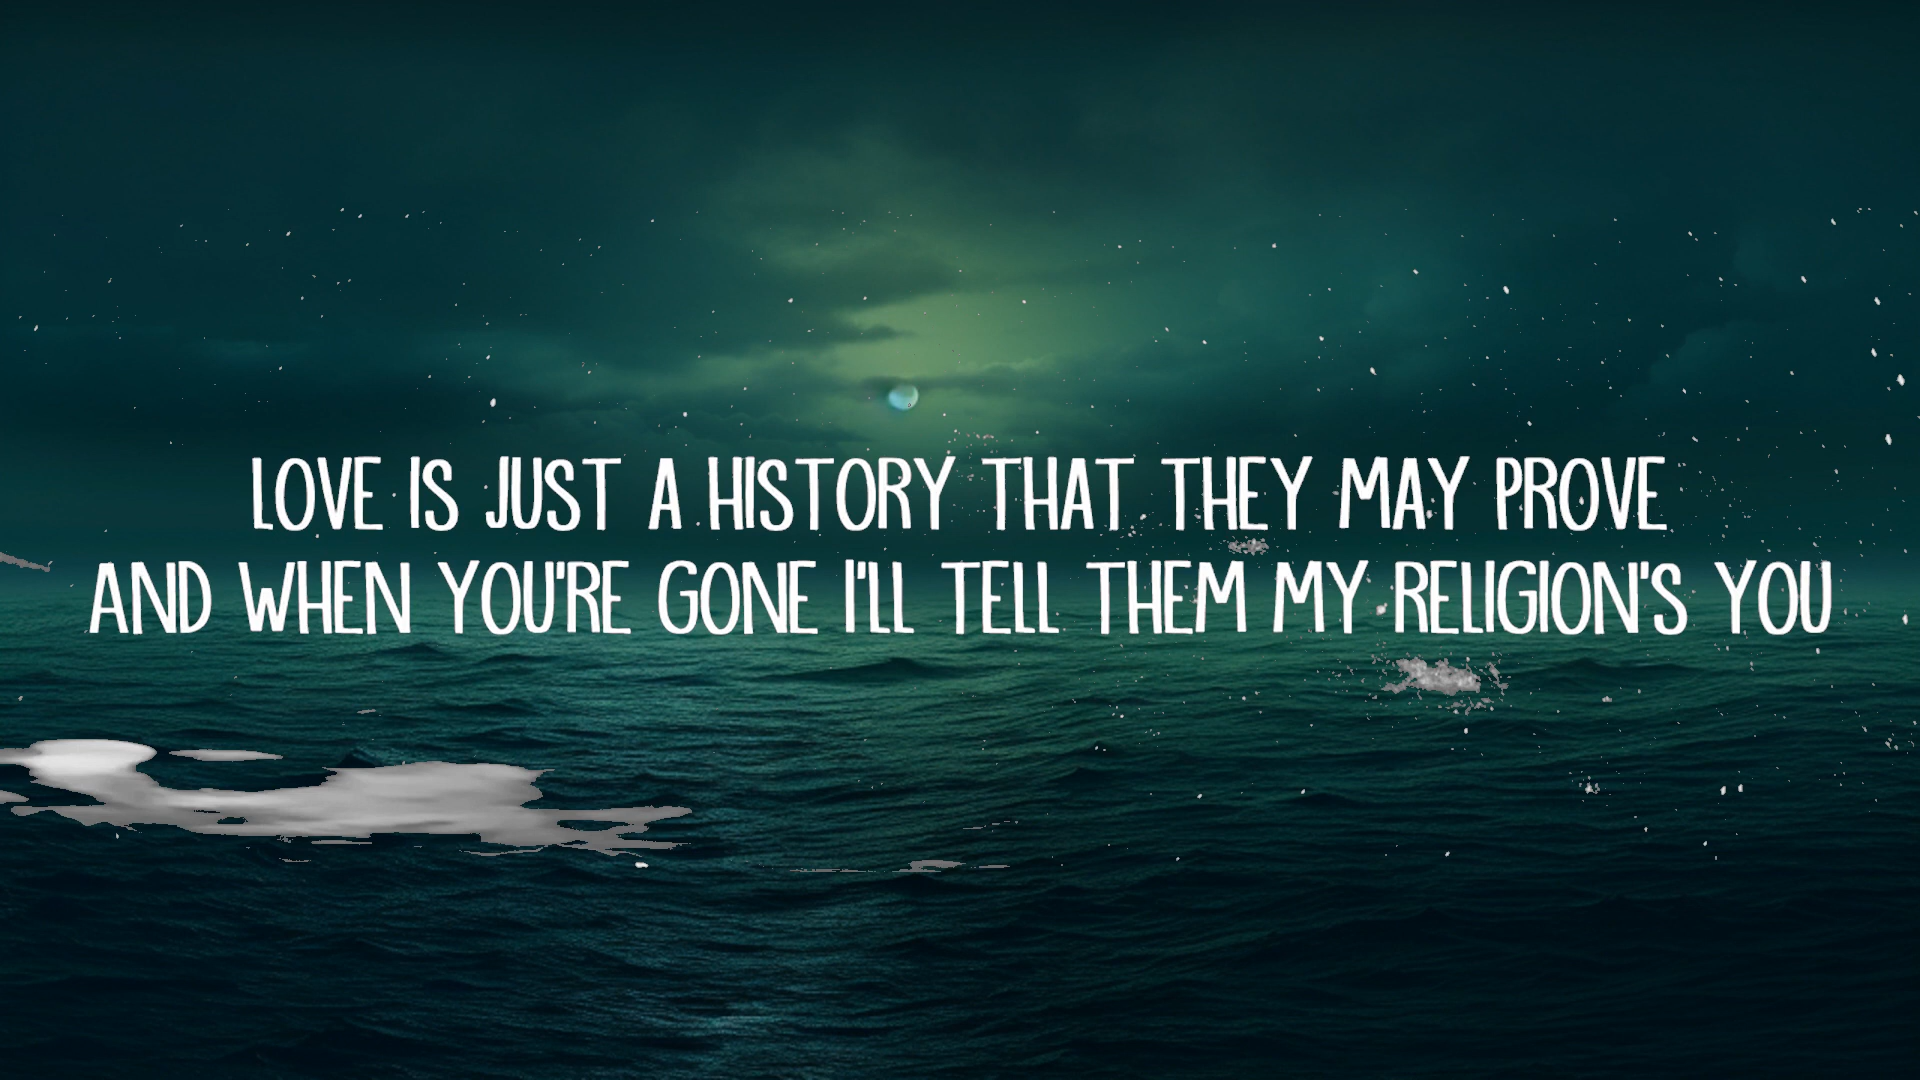 LOVE IS JUST A HISTORY THAT THEY MAY PROVE
AND WHEN YOU'RE GONE I'LL TELL THEM MY RELIGION'S YOU